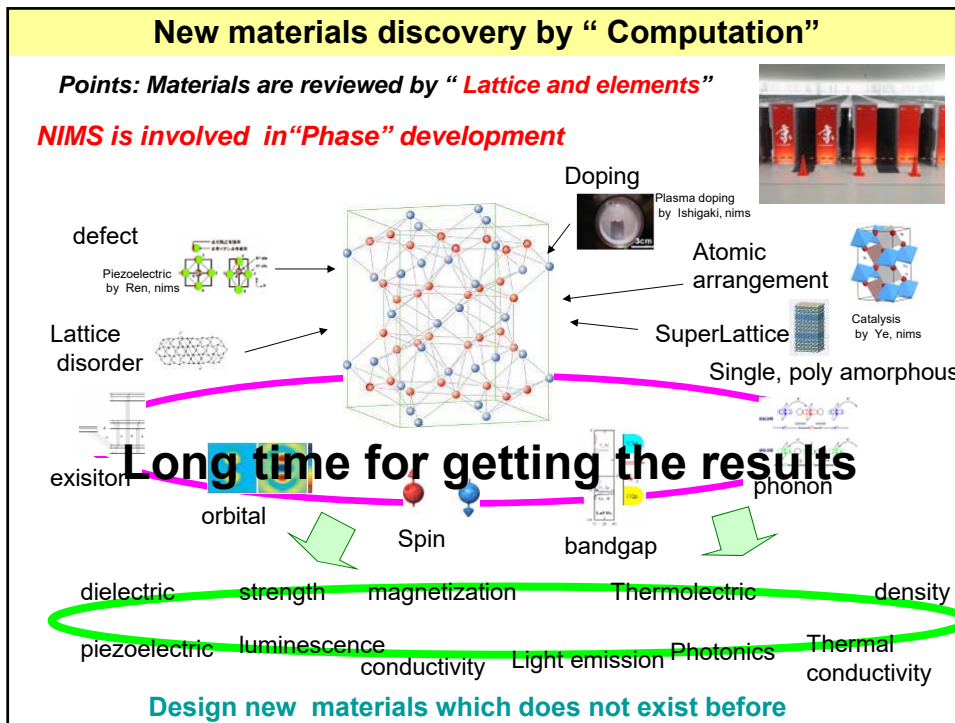 New materials discovery by “ Computation”
Points: Materials are reviewed by “ Lattice and elements”
NIMS is involved in“Phase” development
京
京
Doping
Plasma doping
by Ishigaki, nims
3cm
defect
Piezoelectric
by Ren, nims
Atomic
arrangement
Lattice
disorder
SuperLattice
Catalysis
by Ye, nims
Single, poly amorphous
Long time for getting the results
exisiton
orbital
Spin
bandgap
phonon
dielectric
strength
magnetization
Thermolectric
density
piezoelectric
luminescence
conductivity
Light emission
Photonics
Thermal
conductivity
Design new materials which does not exist before